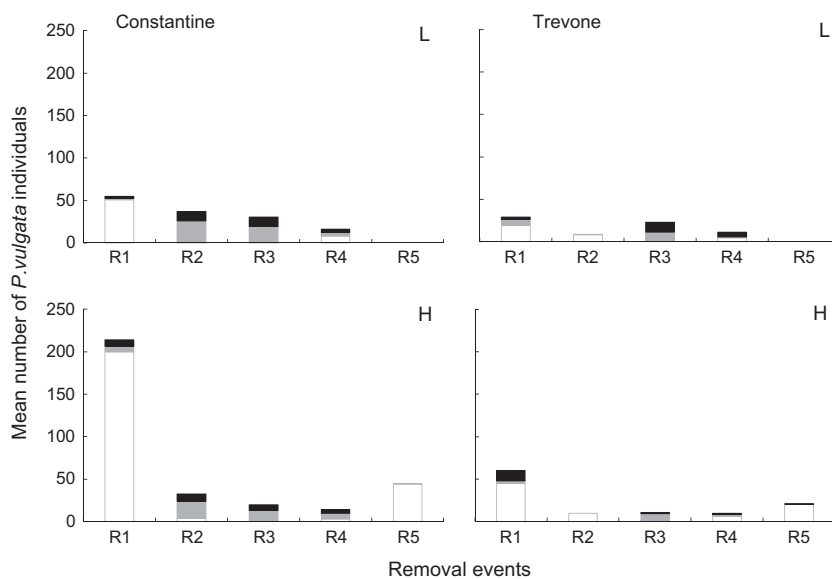 Constantine
L
Trevone
L
250
200
150
100
50
0
R1 R2 R3 R4 R5
R1 R2 R3 R4 R5
Mean number of P.vulgata individuals
H
H
250
200
150
100
50
0
R1 R2 R3 R4 R5
R1 R2 R3 R4 R5
Removal events